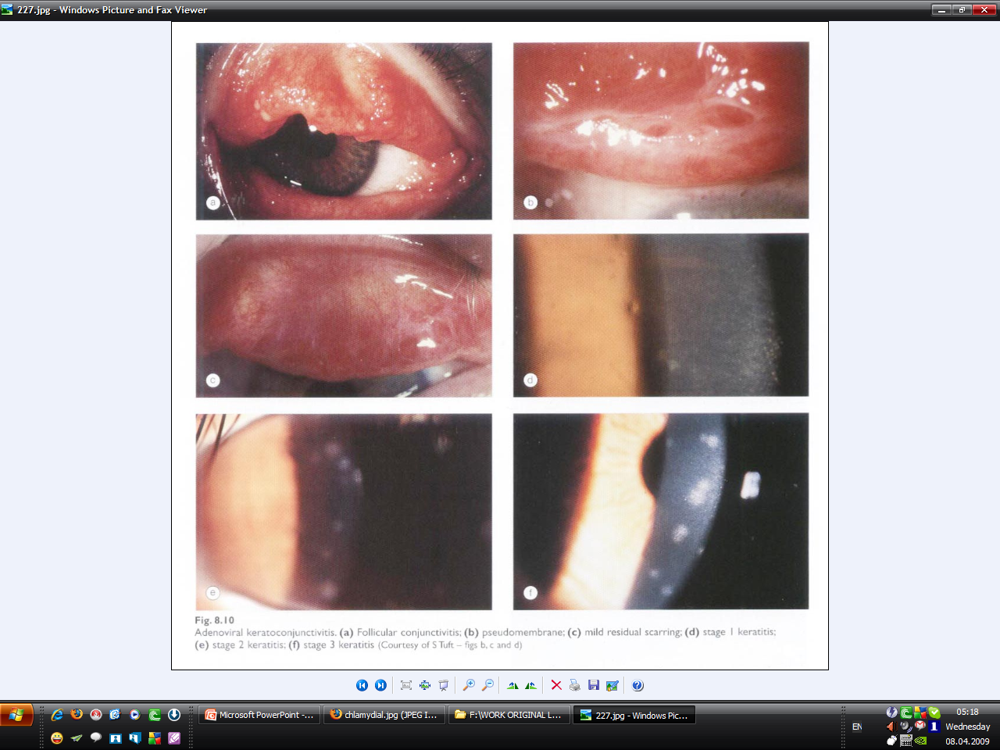 227.jpg - Windows Picture and Fax Viewer
a
b
c
d
e
f
Fig. 8.10
Adenoviral keratoconjunctivitis. (a) Follicular conjunctivitis; (b) pseudomembrane; (c) mild residual scarring; (d) stage 1 keratitis;
(e) stage 2 keratitis; (f) stage 3 keratitis (Courtesy of S Tuft – figs b, c and d)
Microsoft PowerPoint -...
chlamydial.jpg (JPEG I...
F:\WORK ORIGINAL L...
227.jpg - Windows Pic...
EN
05:18
Wednesday
08.04.2009